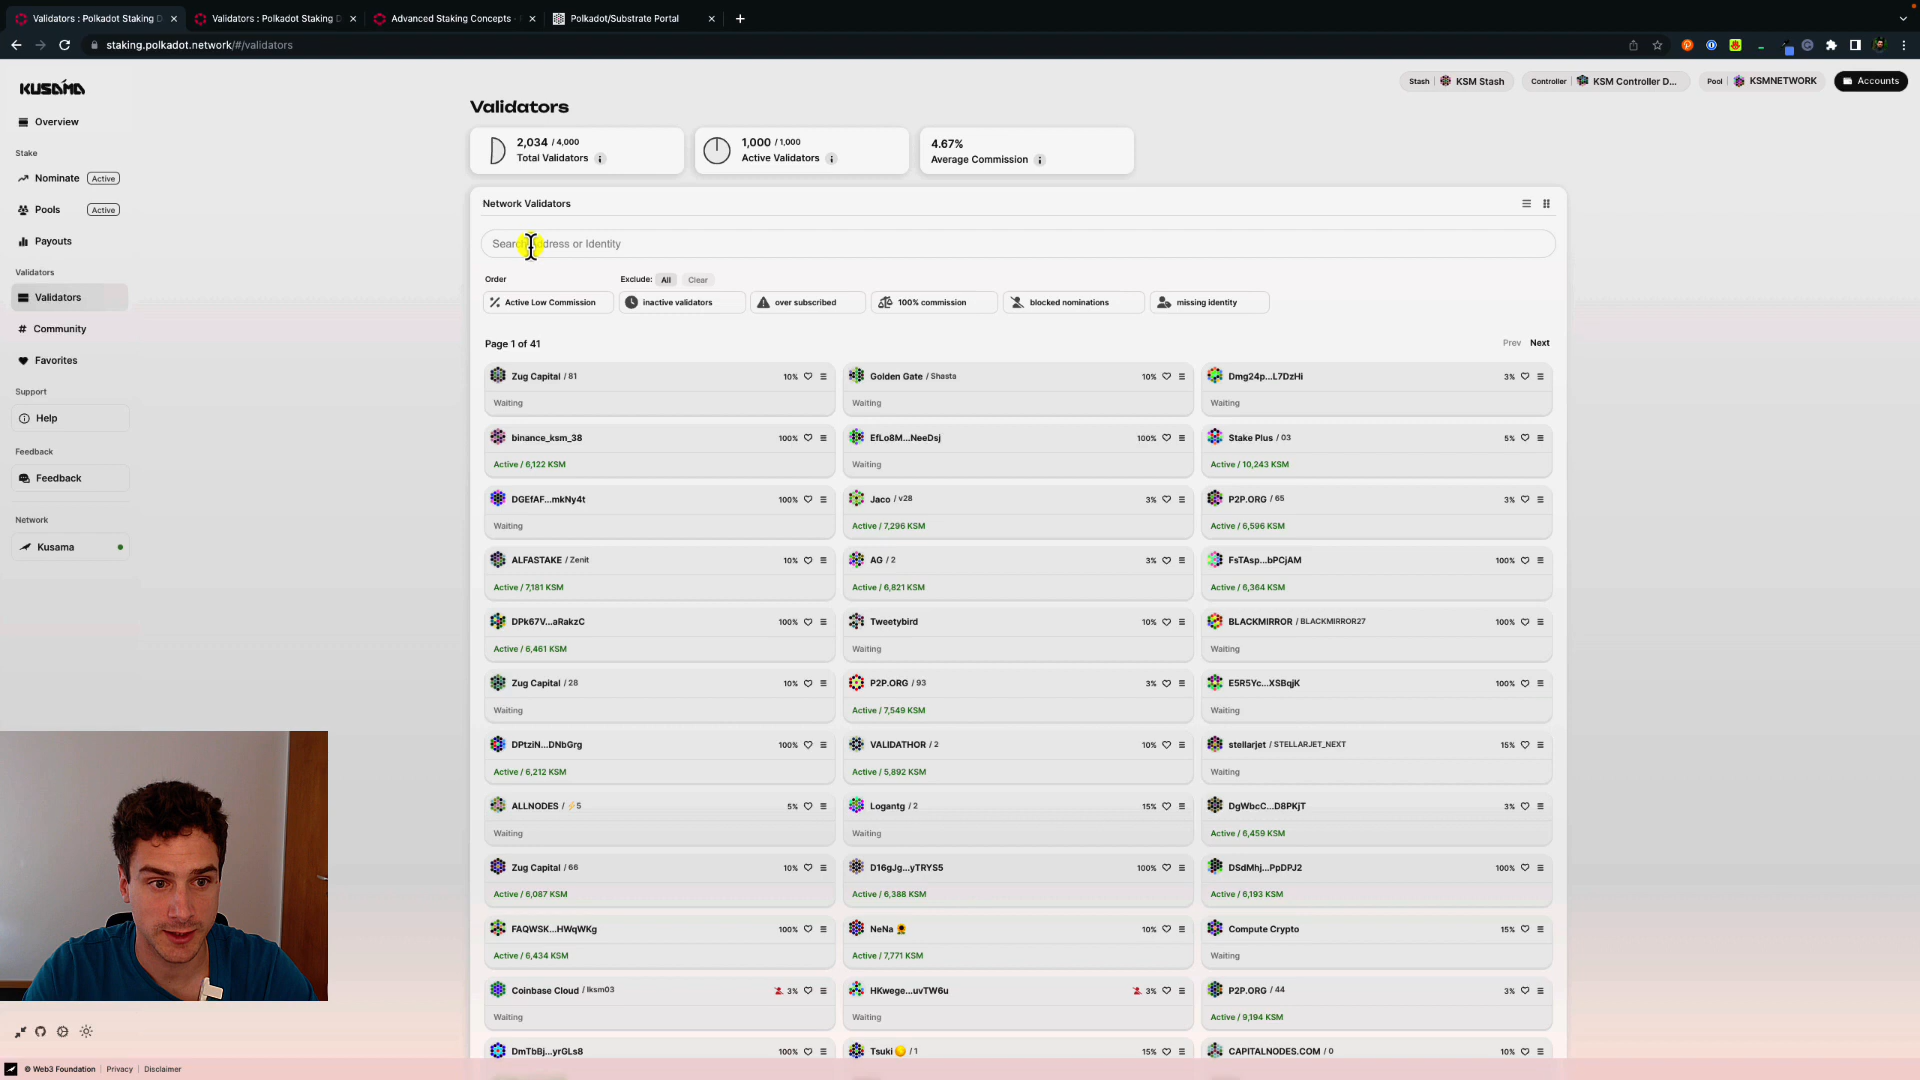 Validators : Polkadot Staking D
Validators : Polkadot Staking D
Advanced Staking Concepts ·
Polkadot/Substrate Portal
staking.polkadot.network/#/validators
KUSAMA
Stash KSM Stash
Controller KSM Controller D...
Pool KSMNETWORK
Accounts
Overview
Stake
Nominate Active
Pools Active
Payouts
Validators
Validators
Community
Favorites
Support
Help
Feedback
Feedback
Network
Kusama
Validators
2,034 / 4,000
Total Validators
1,000 / 1,000
Active Validators
4.67%
Average Commission
Network Validators
Search Address or Identity
Order
Exclude: All Clear
Active Low Commission
inactive validators
over subscribed
100% commission
blocked nominations
missing identity
Page 1 of 41
Prev Next
Zug Capital / 81 10%
Waiting
Golden Gate / Shasta 10%
Waiting
Dmg24p...L7DzHi 3%
Waiting
binance_ksm_38 100%
Active / 6,122 KSM
EfLo8M...NeeDsj 100%
Waiting
Stake Plus / 03 5%
Active / 10,243 KSM
DGEfAF...mkNy4t 100%
Waiting
Jaco / v28 3%
Active / 7,296 KSM
P2P.ORG / 65 3%
Active / 6,596 KSM
ALFASTAKE / Zenit 10%
Active / 7,181 KSM
AG / 2 3%
Active / 6,821 KSM
FsTAsp...bPCjAM 100%
Active / 6,364 KSM
DPk67V...aRakzC 100%
Active / 6,461 KSM
Tweetybird 10%
Waiting
BLACKMIRROR / BLACKMIRROR27 100%
Waiting
Zug Capital / 28 10%
Waiting
P2P.ORG / 93 3%
Active / 7,549 KSM
E5R5Yc...XSBqjK 100%
Waiting
DPtziN...DNbGrg 100%
Active / 6,212 KSM
VALIDATHOR / 2 10%
Active / 5,892 KSM
stellarjet / STELLARJET_NEXT 15%
Waiting
ALLNODES / ⚡5 5%
Waiting
Logantg / 2 15%
Waiting
DgWbcC...D8PKjT 3%
Active / 6,459 KSM
Zug Capital / 66 10%
Active / 6,087 KSM
D16gJg...yTRYS5 100%
Active / 6,388 KSM
DSdMhj...PpDPJ2 100%
Active / 6,193 KSM
FAQWSK...HWqWKg 100%
Active / 6,434 KSM
NeNa 🌻 10%
Active / 7,771 KSM
Compute Crypto 15%
Waiting
Coinbase Cloud / lksm03 3%
Waiting
HKwege...uvTW6u 3%
Waiting
P2P.ORG / 44 3%
Active / 9,194 KSM
DmTbBj...yrGLs8 100%
Tsuki 🟡 / 1 15%
CAPITALNODES.COM / 0 10%
© Web3 Foundation | Privacy | Disclaimer